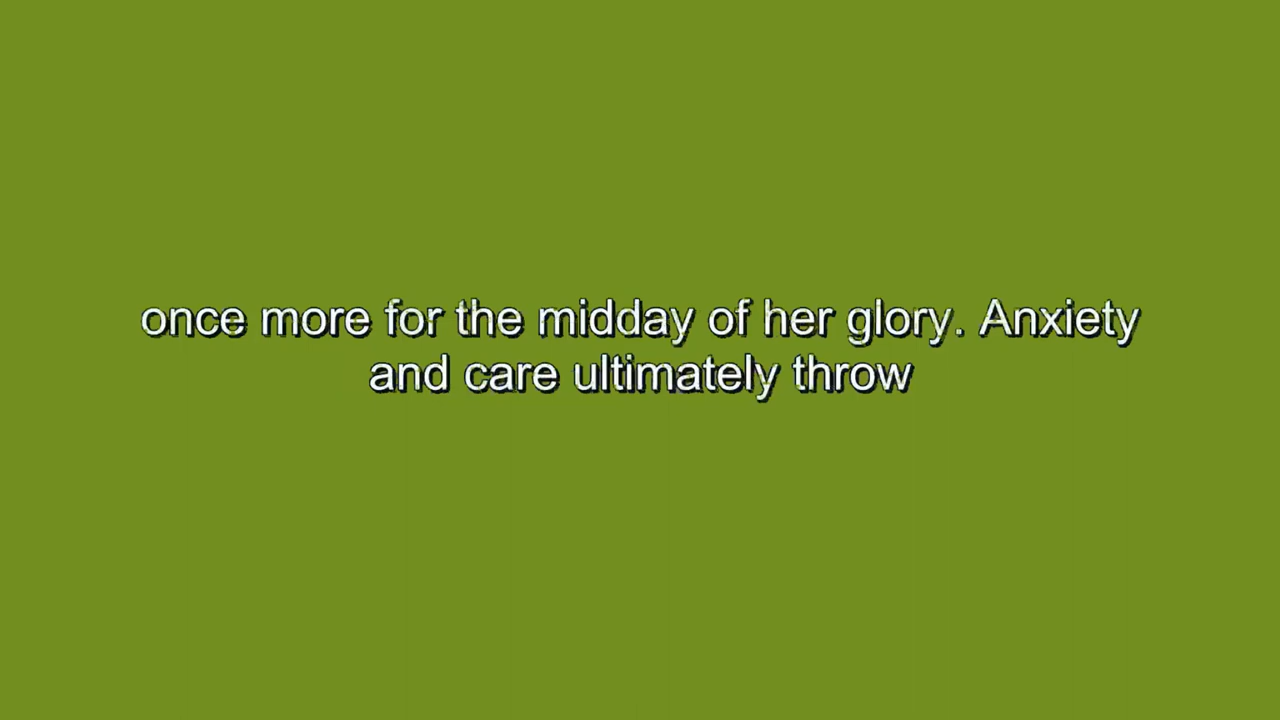 once more for the midday of her glory. Anxiety
and care ultimately throw